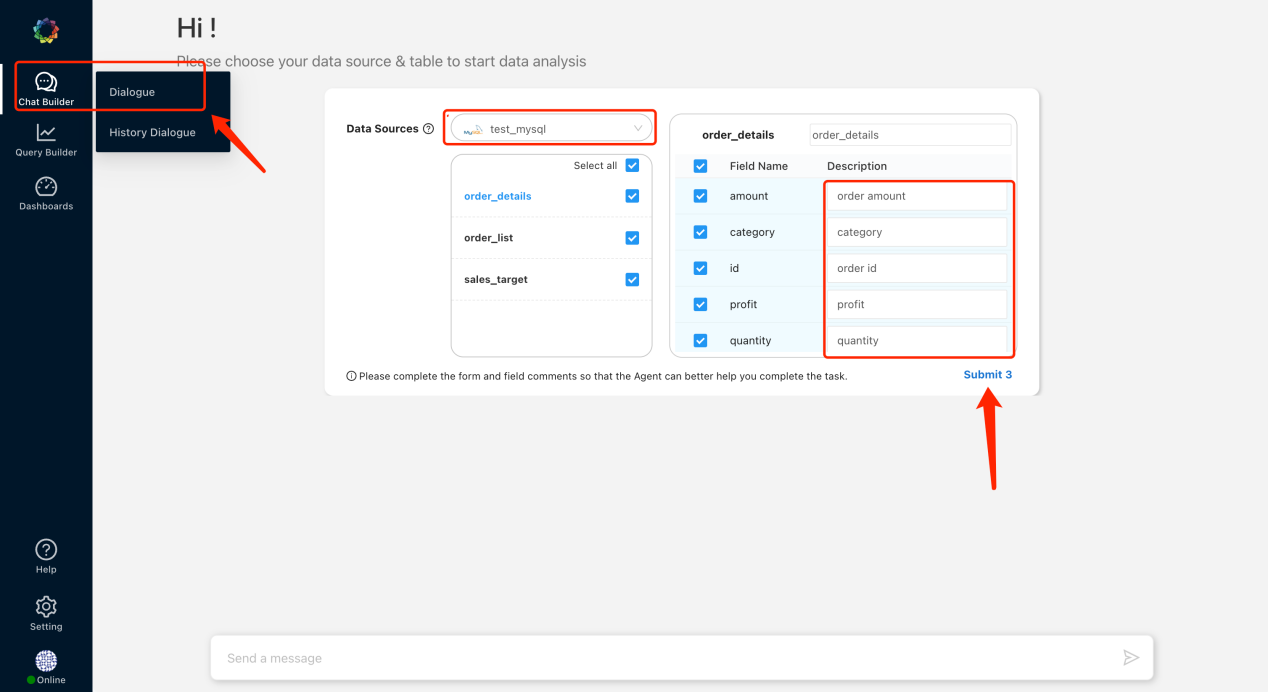 Hi !
Please choose your data source & table to start data analysis
Chat Builder
Dialogue
History Dialogue
Query Builder
Dashboards
Data Sources
MySQL test_mysql
Select all
order_details
order_list
sales_target
order_details order_details
Field Name Description
amount order amount
category category
id order id
profit profit
quantity quantity
Please complete the form and field comments so that the Agent can better help you complete the task.
Submit 3
Help
Setting
Online
Send a message